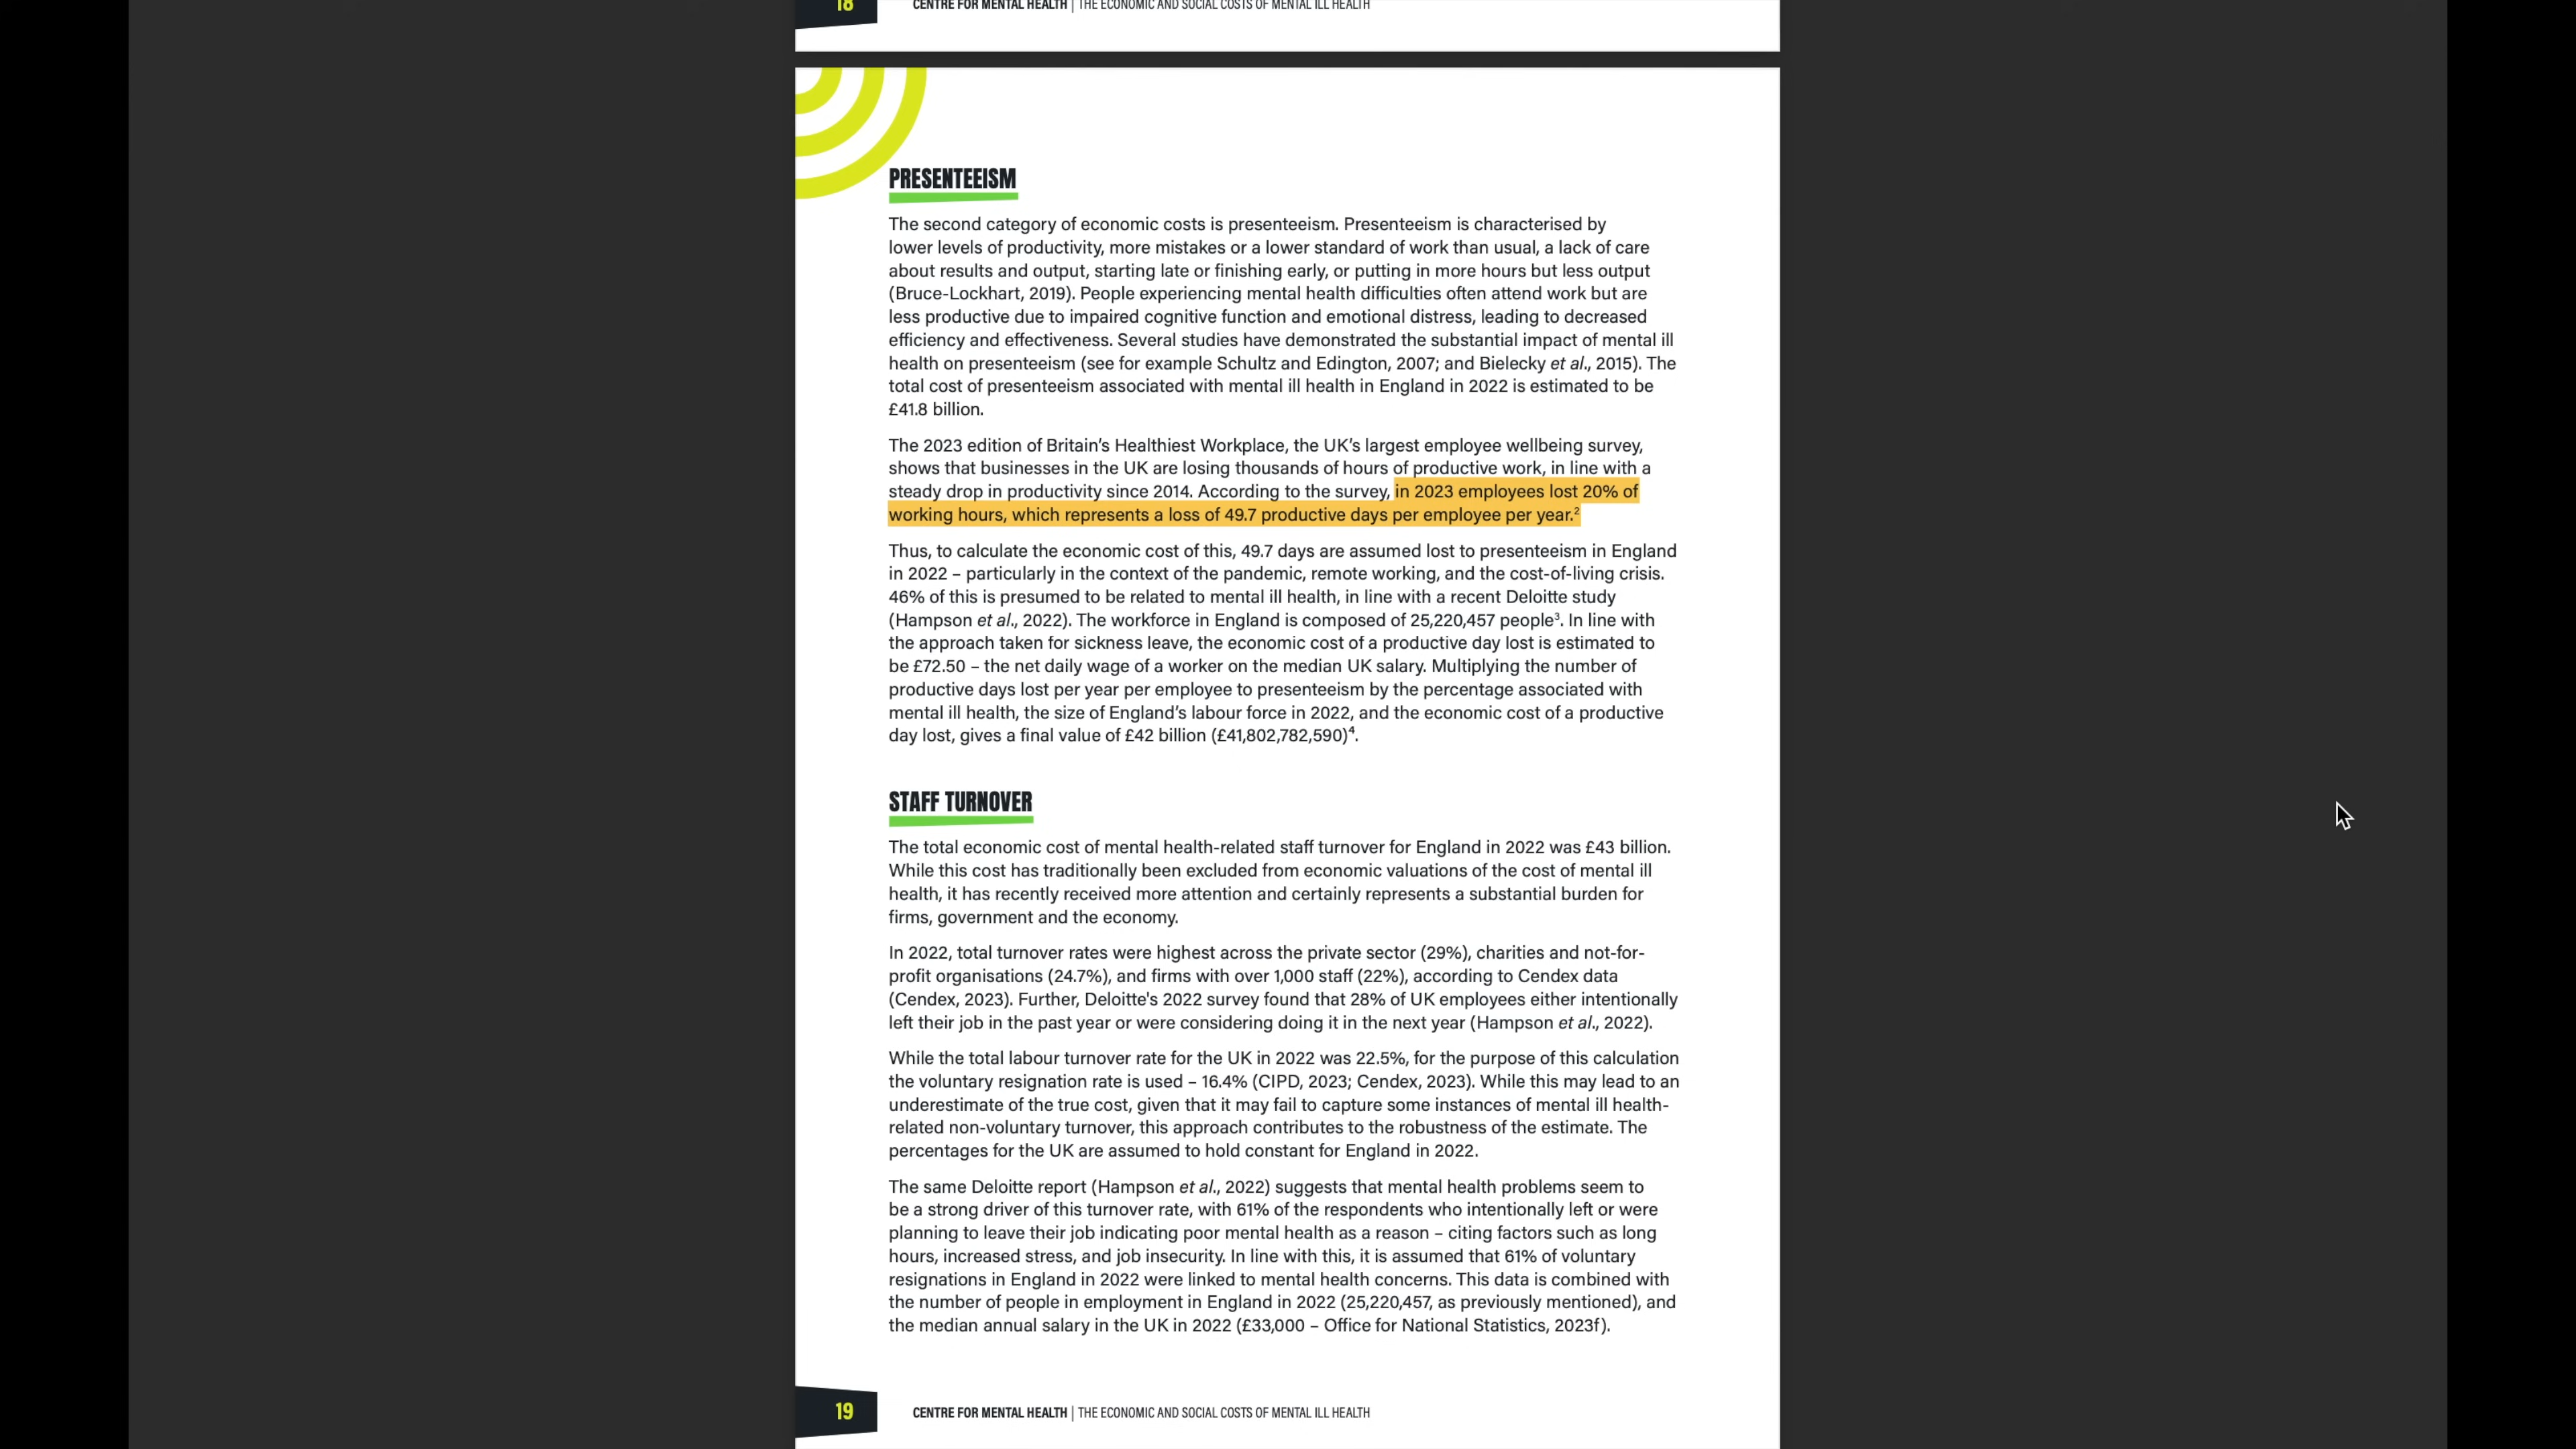 18
CENTRE FOR MENTAL HEALTH | THE ECONOMIC AND SOCIAL COSTS OF MENTAL ILL HEALTH
PRESENTEEISM
The second category of economic costs is presenteeism. Presenteeism is characterised by
lower levels of productivity, more mistakes or a lower standard of work than usual, a lack of care
about results and output, starting late or finishing early, or putting in more hours but less output
(Bruce-Lockhart, 2019). People experiencing mental health difficulties often attend work but are
less productive due to impaired cognitive function and emotional distress, leading to decreased
efficiency and effectiveness. Several studies have demonstrated the substantial impact of mental ill
health on presenteeism (see for example Schultz and Edington, 2007; and Bielecky et al., 2015). The
total cost of presenteeism associated with mental ill health in England in 2022 is estimated to be
£41.8 billion.
The 2023 edition of Britain’s Healthiest Workplace, the UK’s largest employee wellbeing survey,
shows that businesses in the UK are losing thousands of hours of productive work, in line with a
steady drop in productivity since 2014. According to the survey, in 2023 employees lost 20% of
working hours, which represents a loss of 49.7 productive days per employee per year.²
Thus, to calculate the economic cost of this, 49.7 days are assumed lost to presenteeism in England
in 2022 – particularly in the context of the pandemic, remote working, and the cost-of-living crisis.
46% of this is presumed to be related to mental ill health, in line with a recent Deloitte study
(Hampson et al., 2022). The workforce in England is composed of 25,220,457 people³. In line with
the approach taken for sickness leave, the economic cost of a productive day lost is estimated to
be £72.50 – the net daily wage of a worker on the median UK salary. Multiplying the number of
productive days lost per year per employee to presenteeism by the percentage associated with
mental ill health, the size of England’s labour force in 2022, and the economic cost of a productive
day lost, gives a final value of £42 billion (£41,802,782,590)⁴.
STAFF TURNOVER
The total economic cost of mental health-related staff turnover for England in 2022 was £43 billion.
While this cost has traditionally been excluded from economic valuations of the cost of mental ill
health, it has recently received more attention and certainly represents a substantial burden for
firms, government and the economy.
In 2022, total turnover rates were highest across the private sector (29%), charities and not-for-
profit organisations (24.7%), and firms with over 1,000 staff (22%), according to Cendex data
(Cendex, 2023). Further, Deloitte's 2022 survey found that 28% of UK employees either intentionally
left their job in the past year or were considering doing it in the next year (Hampson et al., 2022).
While the total labour turnover rate for the UK in 2022 was 22.5%, for the purpose of this calculation
the voluntary resignation rate is used – 16.4% (CIPD, 2023; Cendex, 2023). While this may lead to an
underestimate of the true cost, given that it may fail to capture some instances of mental ill health-
related non-voluntary turnover, this approach contributes to the robustness of the estimate. The
percentages for the UK are assumed to hold constant for England in 2022.
The same Deloitte report (Hampson et al., 2022) suggests that mental health problems seem to
be a strong driver of this turnover rate, with 61% of the respondents who intentionally left or were
planning to leave their job indicating poor mental health as a reason – citing factors such as long
hours, increased stress, and job insecurity. In line with this, it is assumed that 61% of voluntary
resignations in England in 2022 were linked to mental health concerns. This data is combined with
the number of people in employment in England in 2022 (25,220,457, as previously mentioned), and
the median annual salary in the UK in 2022 (£33,000 – Office for National Statistics, 2023f).
19
CENTRE FOR MENTAL HEALTH | THE ECONOMIC AND SOCIAL COSTS OF MENTAL ILL HEALTH